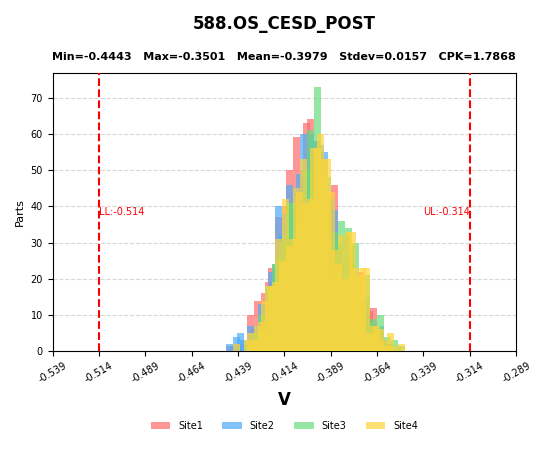 588.OS_CESD_POST
Min=-0.4443 Max=-0.3501 Mean=-0.3979 Stdev=0.0157 CPK=1.7868
Parts
70
60
50
40
30
20
10
0
LL:-0.514
UL:-0.314
-0.539
-0.514
-0.489
-0.464
-0.439
-0.414
-0.389
-0.364
-0.339
-0.314
-0.289
V
Site1
Site2
Site3
Site4